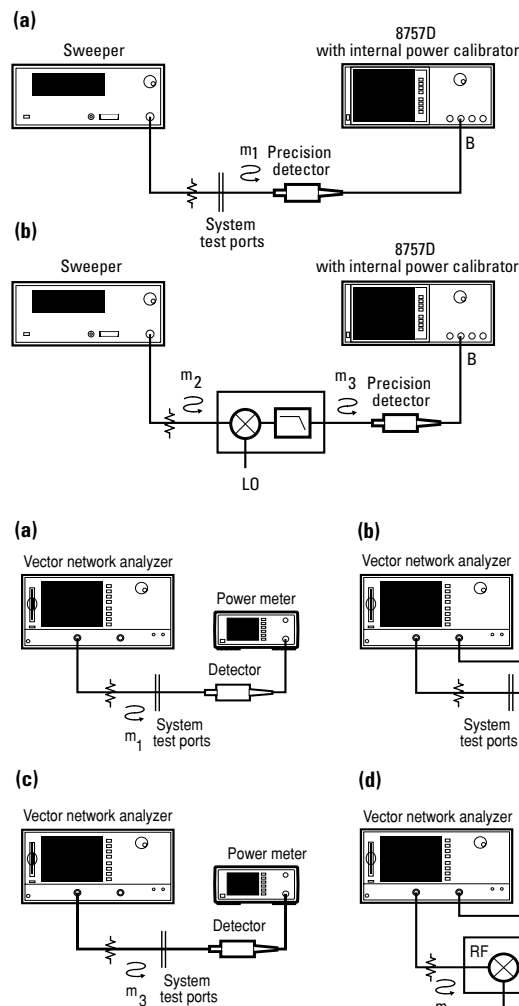 (a)
Sweeper
8757D
with internal power calibrator
B
m1 Precision
detector
System
test ports
(b)
Sweeper
8757D
with internal power calibrator
B
m2
m3 Precision
detector
LO
(a)
Vector network analyzer
Power meter
Detector
m1
System
test ports
(b)
Vector network analyzer
System
test ports
(c)
Vector network analyzer
Power meter
Detector
m3
System
test ports
(d)
Vector network analyzer
RF